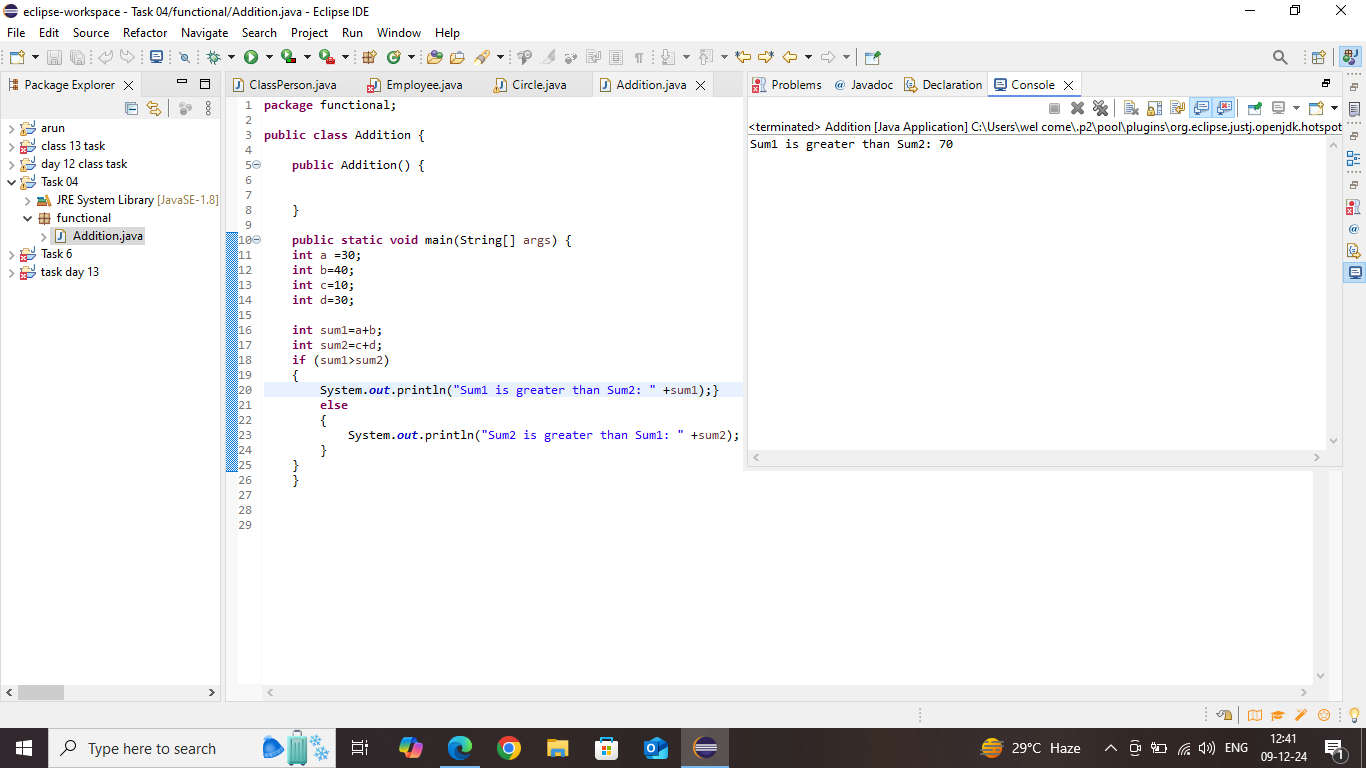 eclipse-workspace - Task 04/functional/Addition.java - Eclipse IDE
File Edit Source Refactor Navigate Search Project Run Window Help
Package Explorer
arun
class 13 task
day 12 class task
Task 04
JRE System Library [JavaSE-1.8]
functional
Addition.java
Task 6
task day 13
ClassPerson.java Employee.java Circle.java Addition.java
1 package functional;
2
3 public class Addition {
4
5 public Addition() {
6
7
8 }
9
10 public static void main(String[] args) {
11 int a =30;
12 int b=40;
13 int c=10;
14 int d=30;
15
16 int sum1=a+b;
17 int sum2=c+d;
18 if (sum1>sum2)
19 {
20 System.out.println("Sum1 is greater than Sum2: " +sum1);}
21 else
22 {
23 System.out.println("Sum2 is greater than Sum1: " +sum2);
24 }
25 }
26 }
27
28
29
Problems Javadoc Declaration Console
<terminated> Addition [Java Application] C:\Users\wel come\.p2\pool\plugins\org.eclipse.justj.openjdk.hotspot
Sum1 is greater than Sum2: 70
Type here to search
29°C Haze
ENG
12:41
09-12-24
1